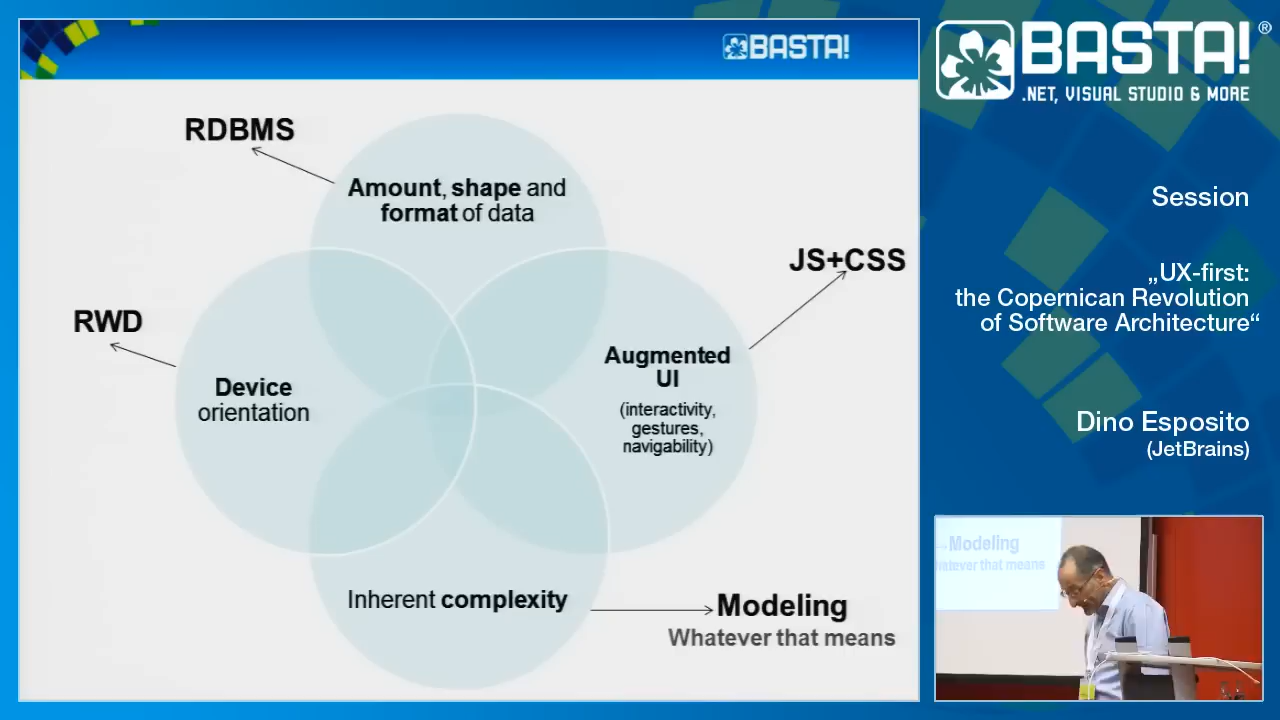 BASTA!
RDBMS
Amount, shape and
format of data
JS+CSS
RWD
Augmented
UI
(interactivity,
gestures,
navigability)
Device
orientation
Inherent complexity
Modeling
Whatever that means
BASTA!®
.NET, VISUAL STUDIO & MORE
Session
„UX-first:
the Copernican Revolution
of Software Architecture“
Dino Esposito
(JetBrains)
Modeling
Whatever that means